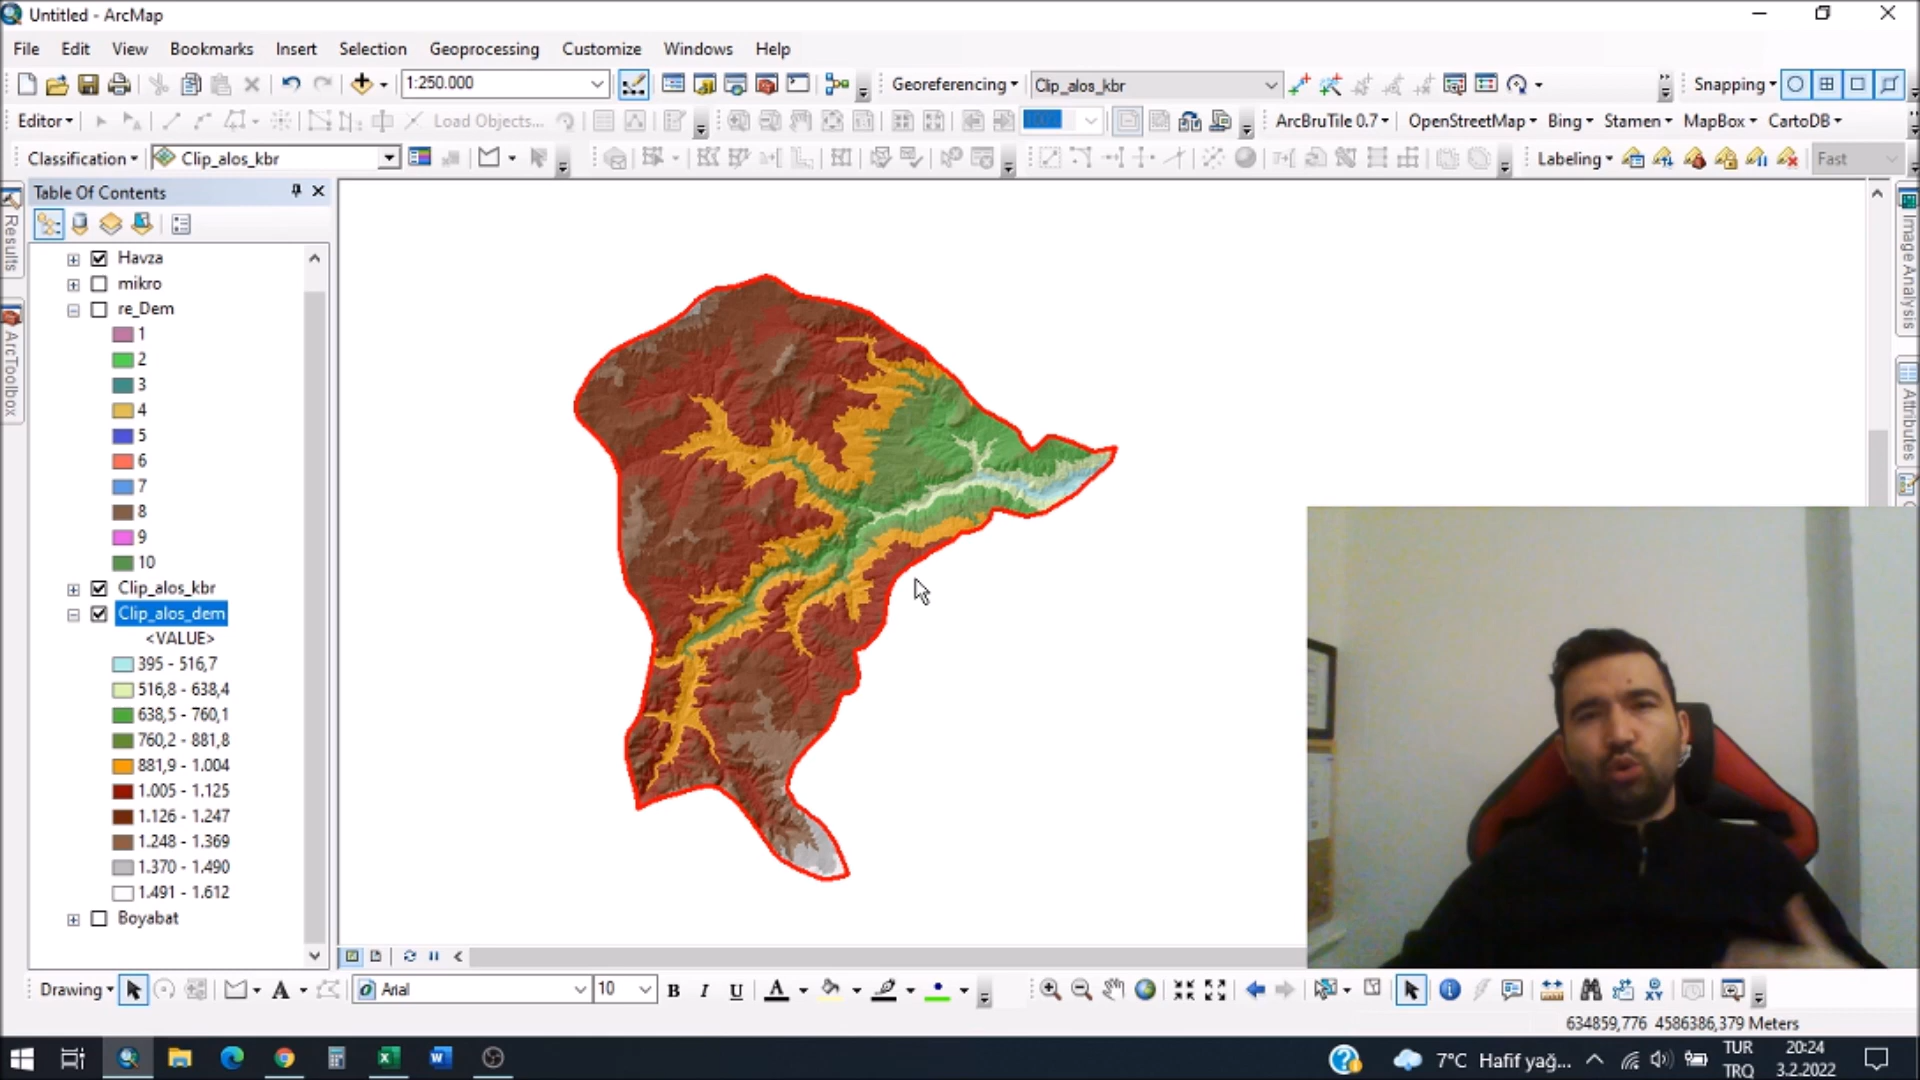 Untitled - ArcMap
File Edit View Bookmarks Insert Selection Geoprocessing Customize Windows Help
1:250.000 Georeferencing Clip_alos_kbr Snapping
Editor Load Objects... ArcBruTile 0.7 OpenStreetMap Bing Stamen MapBox CartoDB
Classification Clip_alos_kbr Labeling Fast
Table Of Contents
Results
ArcToolbox
Havza
mikro
re_Dem
1
2
3
4
5
6
7
8
9
10
Clip_alos_kbr
Clip_alos_dem
<VALUE>
395 - 516,7
516,8 - 638,4
638,5 - 760,1
760,2 - 881,8
881,9 - 1.004
1.005 - 1.125
1.126 - 1.247
1.248 - 1.369
1.370 - 1.490
1.491 - 1.612
Boyabat
Image Analysis
Attributes
Drawing A Arial 10 B I U A
634859,776 4586386,379 Meters
7°C Hafif yağ... TUR 20:24
TRQ 3.2.2022